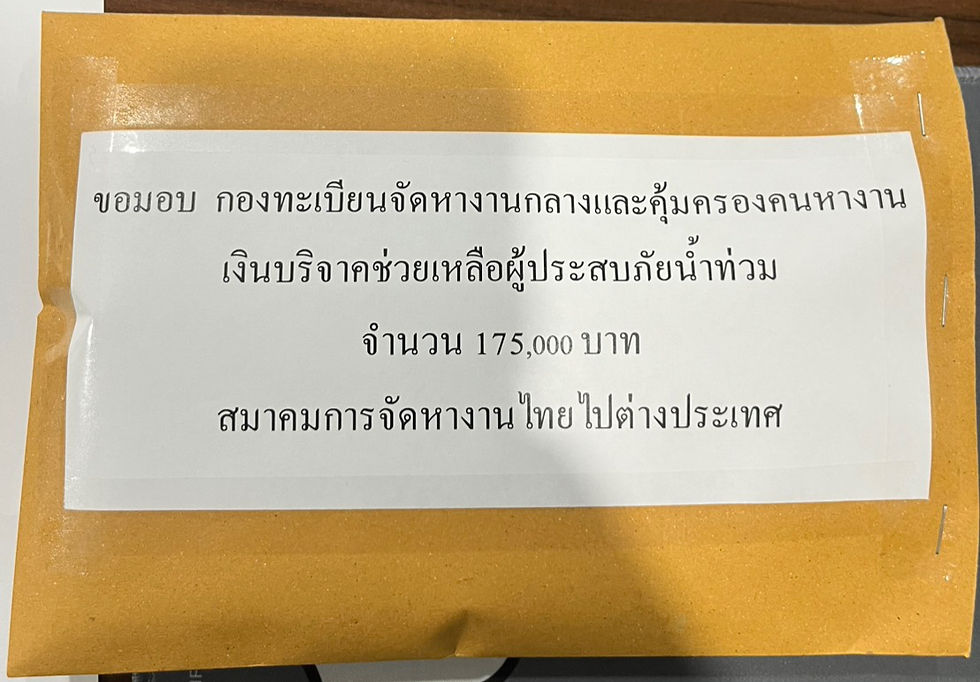 ขอมอบ กองทะเบียนจัดหางานกลางและคุ้มครองคนหางาน
เงินบริจาคช่วยเหลือผู้ประสบภัยน้ำท่วม
จำนวน 175,000 บาท
สมาคมการจัดหางานไทยไปต่างประเทศ